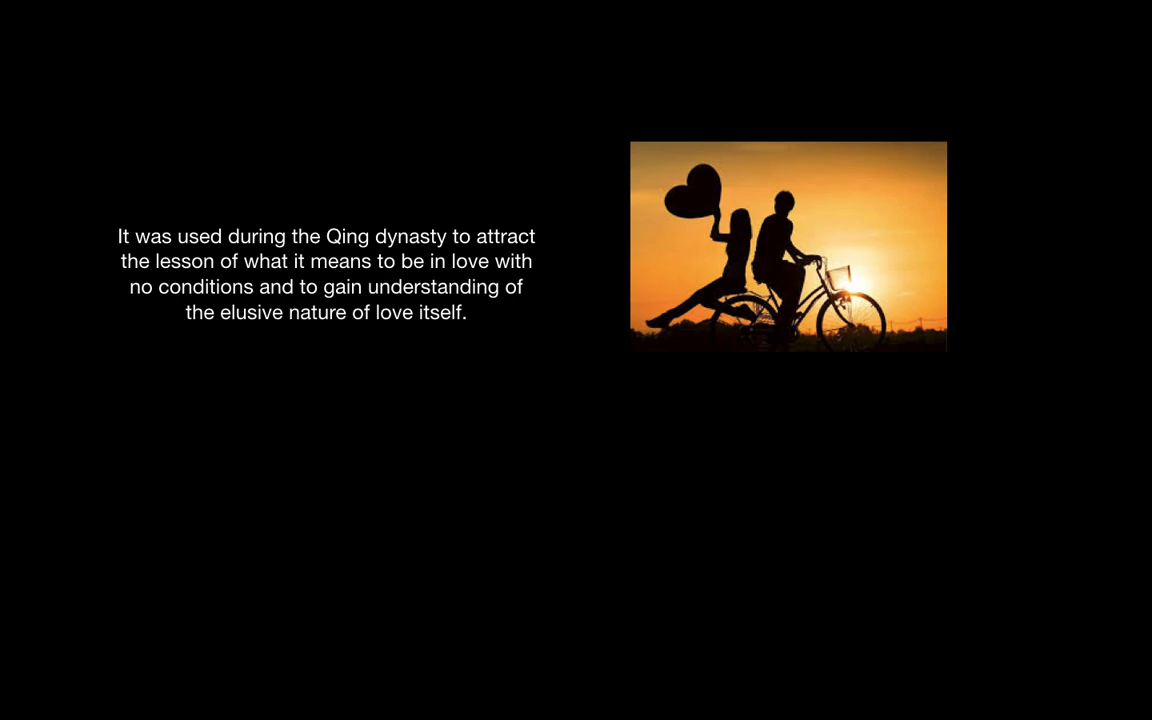 It was used during the Qing dynasty to attract
the lesson of what it means to be in love with
no conditions and to gain understanding of
the elusive nature of love itself.